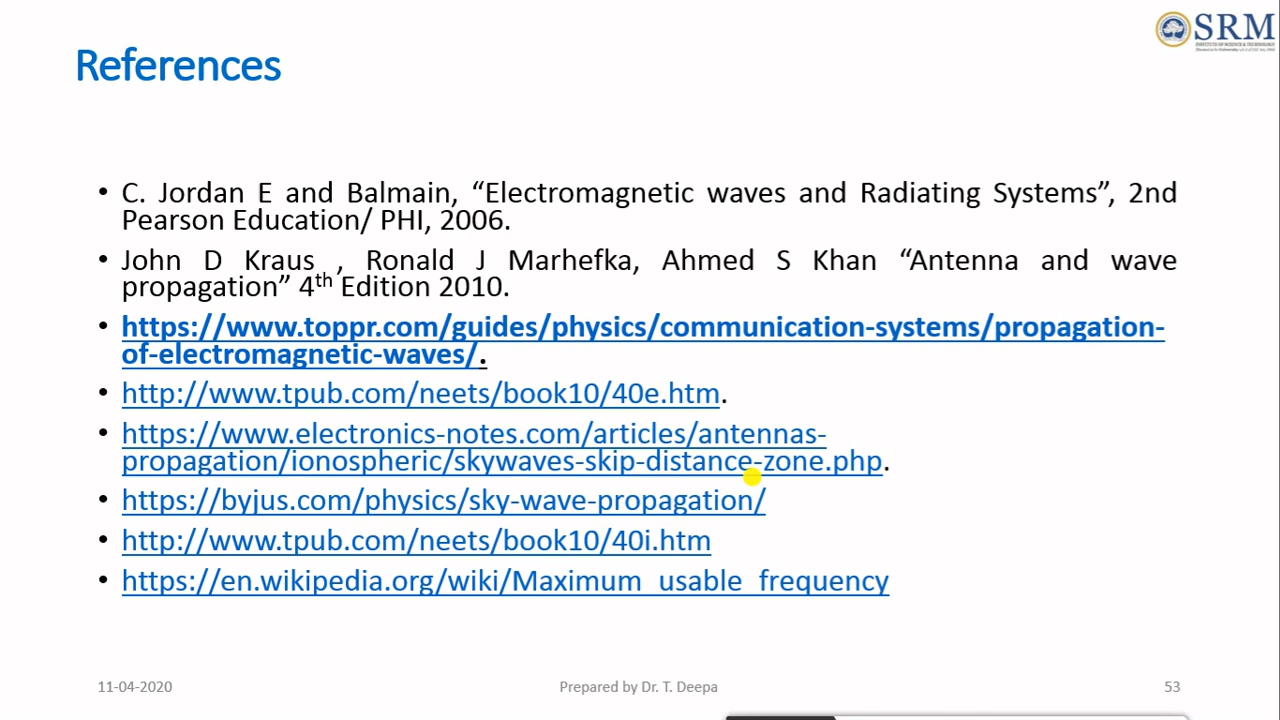 SRM
INSTITUTE OF SCIENCE & TECHNOLOGY
References
• C. Jordan E and Balmain, “Electromagnetic waves and Radiating Systems”, 2nd
Pearson Education/ PHI, 2006.
• John D Kraus , Ronald J Marhefka, Ahmed S Khan “Antenna and wave
propagation” 4th Edition 2010.
• https://www.toppr.com/guides/physics/communication-systems/propagation-
of-electromagnetic-waves/.
• http://www.tpub.com/neets/book10/40e.htm.
• https://www.electronics-notes.com/articles/antennas-
propagation/ionospheric/skywaves-skip-distance-zone.php.
• https://byjus.com/physics/sky-wave-propagation/
• http://www.tpub.com/neets/book10/40i.htm
• https://en.wikipedia.org/wiki/Maximum_usable_frequency
11-04-2020
Prepared by Dr. T. Deepa
53